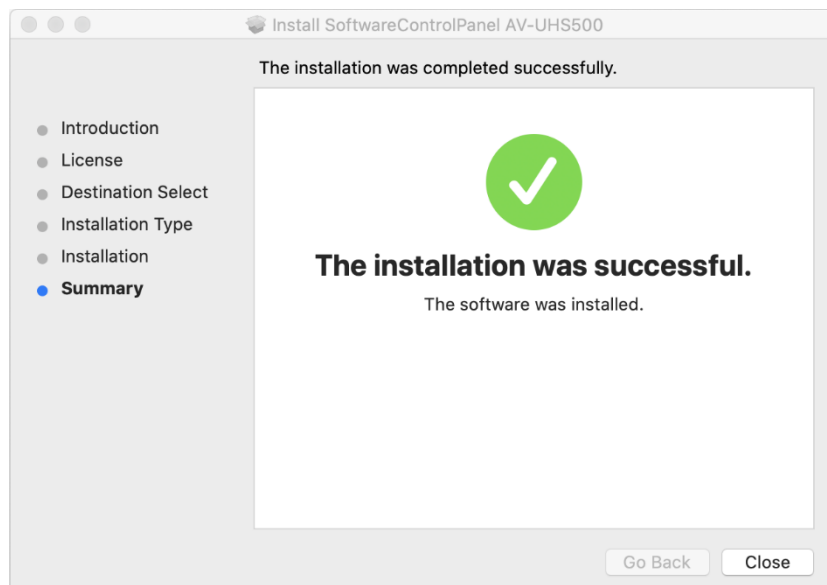 Install SoftwareControlPanel AV-UHS500
The installation was completed successfully.
Introduction
License
Destination Select
Installation Type
Installation
Summary
The installation was successful.
The software was installed.
Go Back
Close